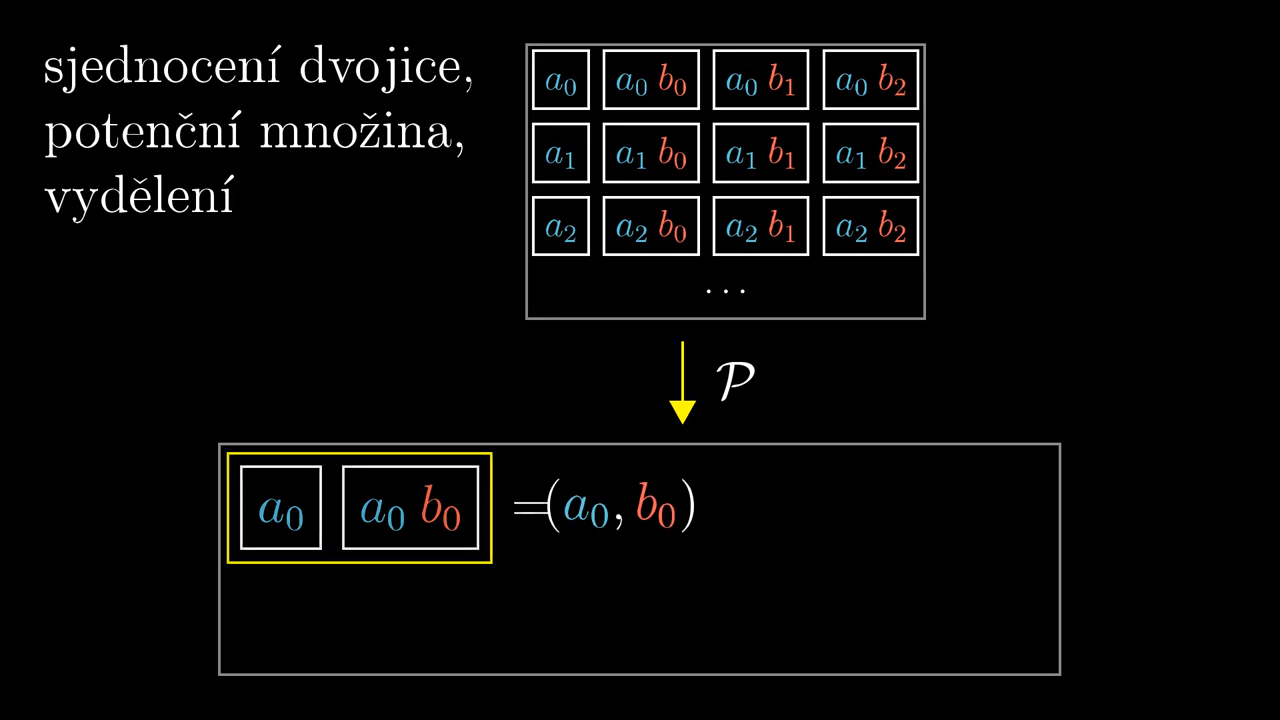 sjednocení dvojice,
potenční množina,
vydělení
a₀ a₀ b₀ a₀ b₁ a₀ b₂
a₁ a₁ b₀ a₁ b₁ a₁ b₂
a₂ a₂ b₀ a₂ b₁ a₂ b₂
...
𝒫
a₀ a₀ b₀ =(a₀, b₀)